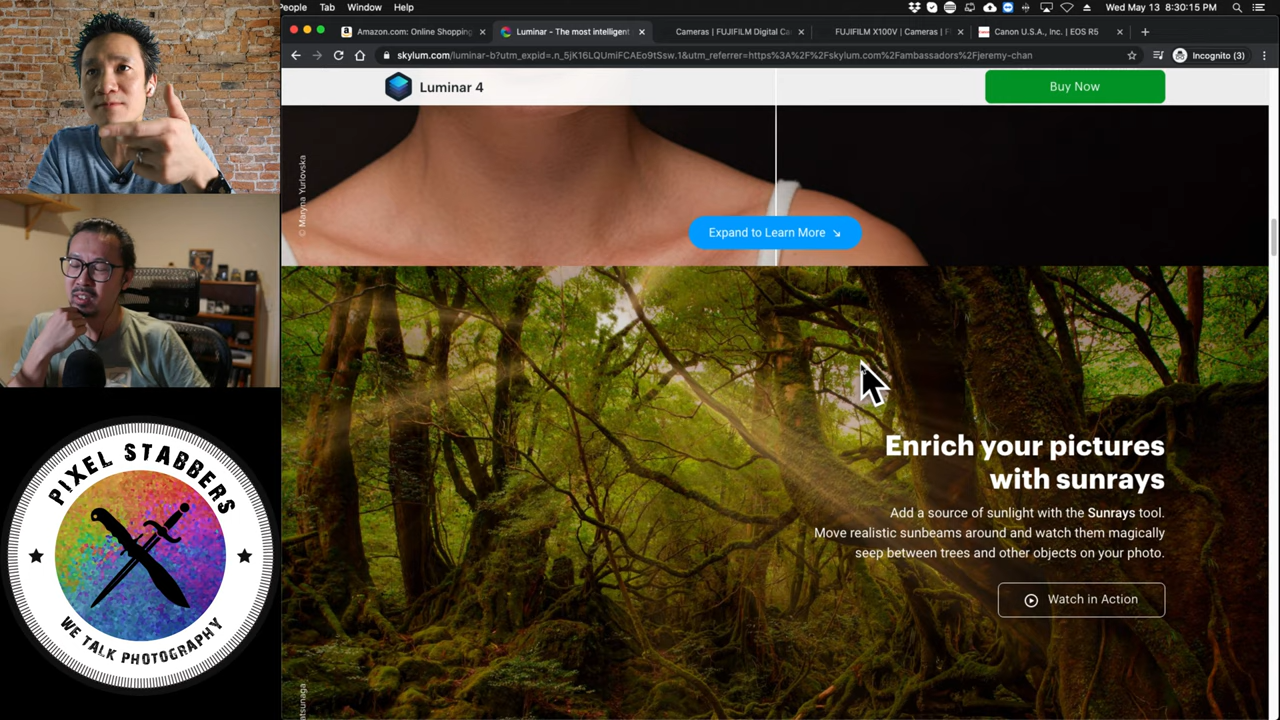 People Tab Window Help
Wed May 13 8:30:15 PM
Amazon.com: Online Shopping
Luminar - The most intelligent
Cameras | FUJIFILM Digital Ca
FUJIFILM X100V | Cameras | F
Canon U.S.A., Inc. | EOS R5
skylum.com/luminar-b?utm_expid=.n_5jK16LQUmiFCAEo9tSsw.1&utm_referrer=https%3A%2F%2Fskylum.com%2Fambassadors%2Fjeremy-chan
Incognito (3)
Luminar 4
Buy Now
© Maryna Yurlovska
Expand to Learn More
Enrich your pictures
with sunrays
Add a source of sunlight with the Sunrays tool.
Move realistic sunbeams around and watch them magically
seep between trees and other objects on your photo.
Watch in Action
PIXEL STABBERS
WE TALK PHOTOGRAPHY